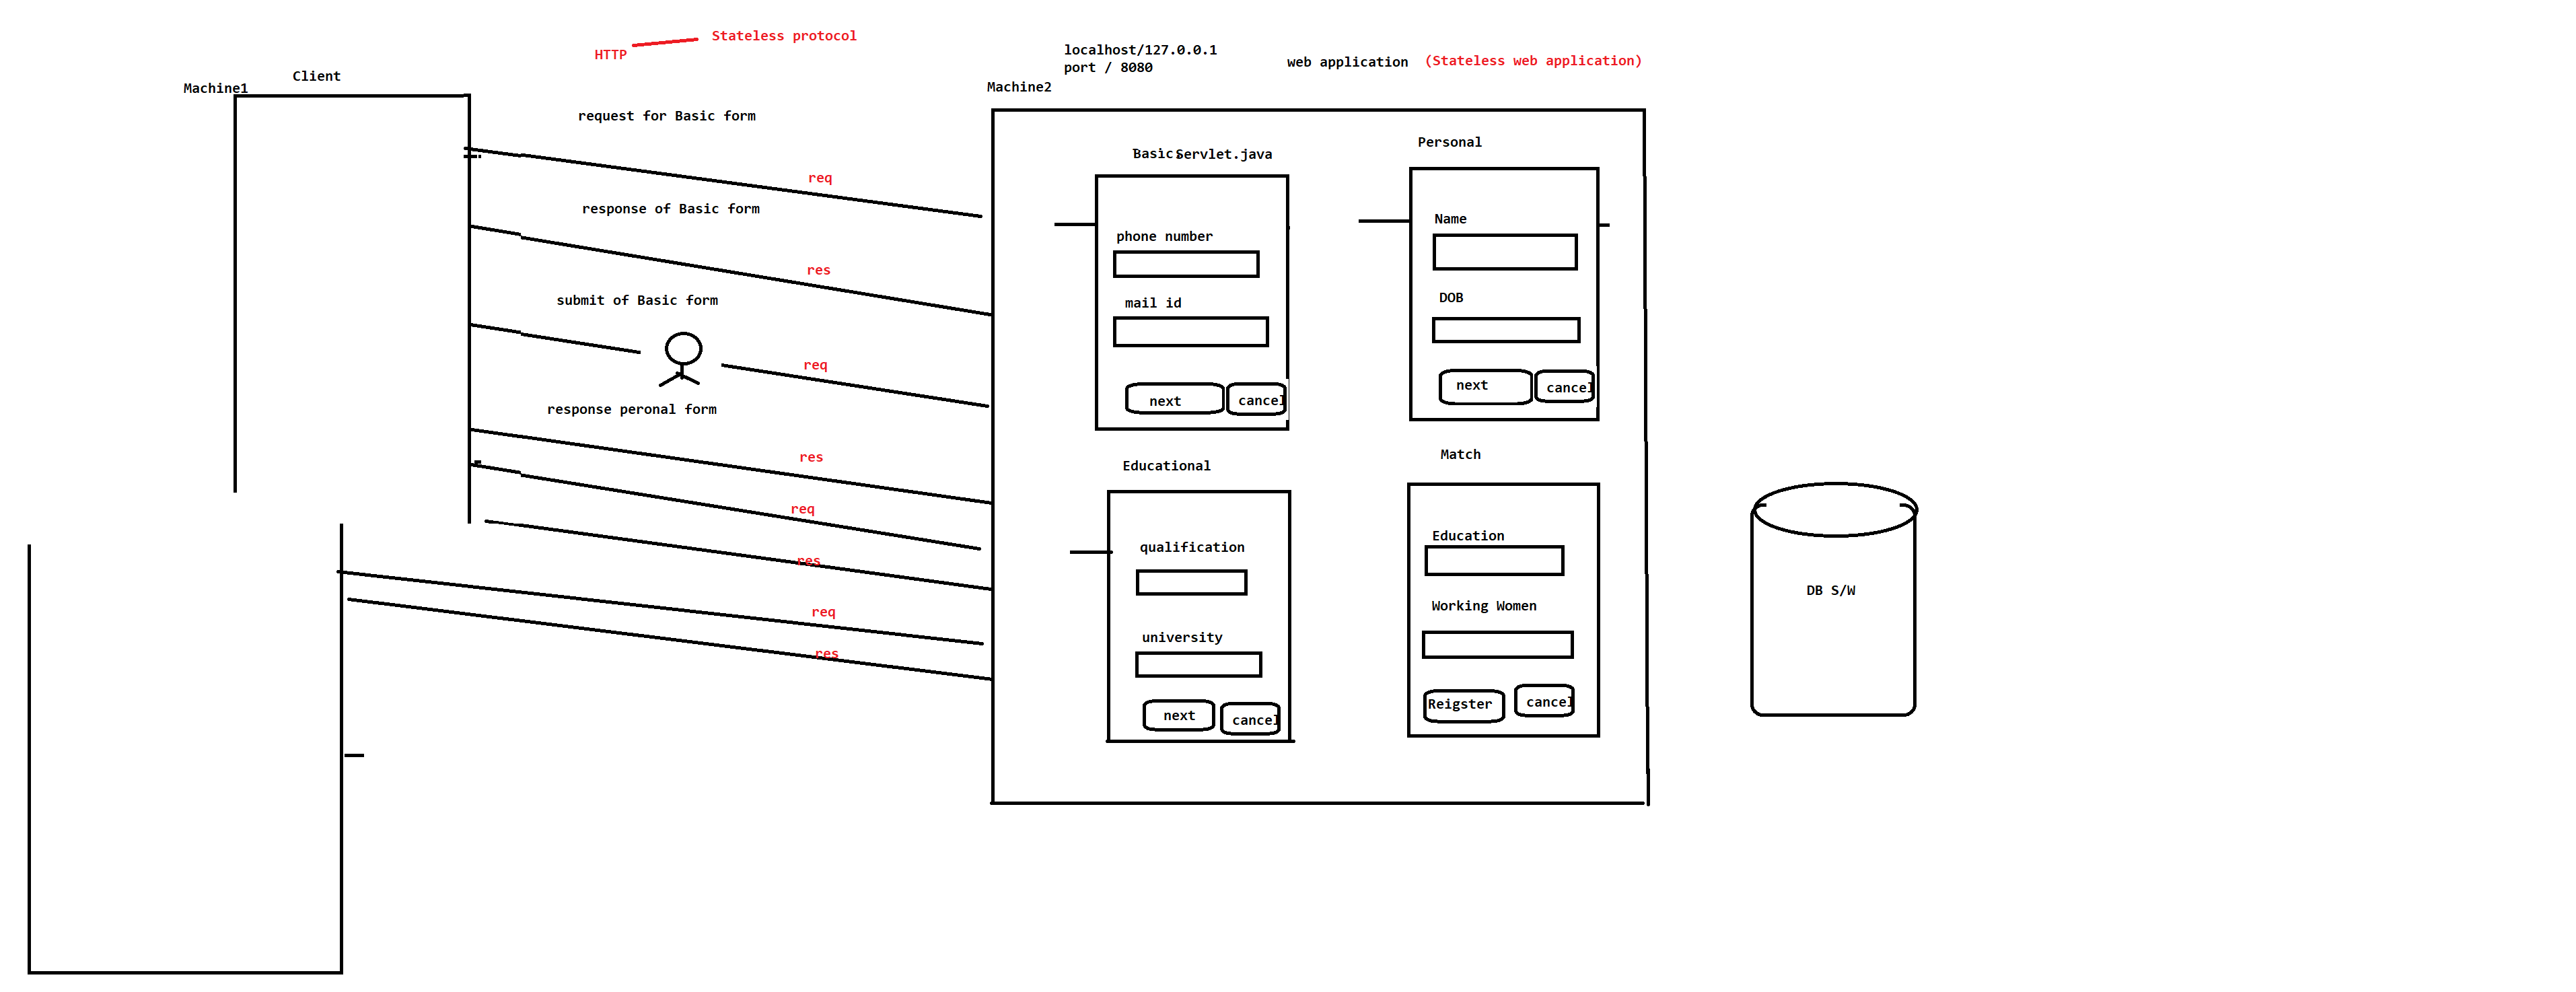 HTTP
Stateless protocol
Client
Machine1
localhost/127.0.0.1
port / 8080
Machine2
web application
(Stateless web application)
request for Basic form
req
response of Basic form
res
submit of Basic form
req
response peronal form
res
req
res
req
res
Basic Servlet.java
phone number
mail id
next
cancel
Personal
Name
DOB
next
cancel
Educational
qualification
university
next
cancel
Match
Education
Working Women
Reigster
cancel
DB S/W